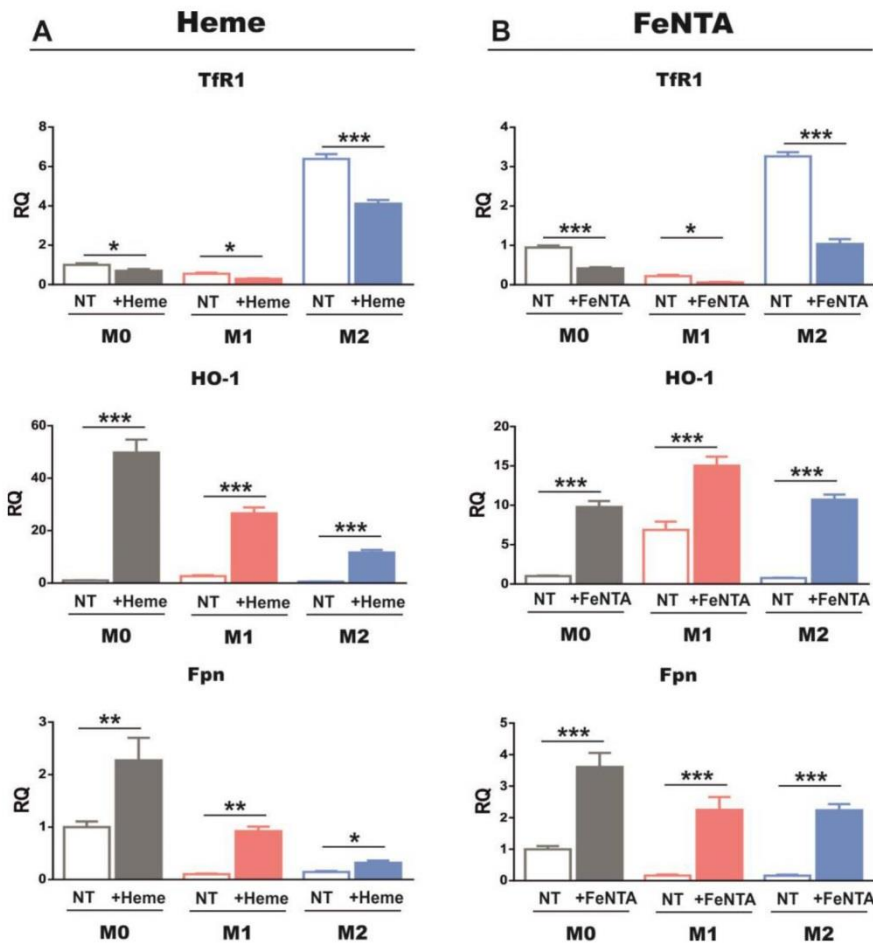 A Heme
B FeNTA
TfR1
RQ
8
6
4
2
0
*
*
***
NT +Heme NT +Heme NT +Heme
M0 M1 M2
TfR1
RQ
4
3
2
1
0
***
*
***
NT +FeNTA NT +FeNTA NT +FeNTA
M0 M1 M2
HO-1
RQ
60
40
20
0
***
***
***
NT +Heme NT +Heme NT +Heme
M0 M1 M2
HO-1
RQ
20
15
10
5
0
***
***
***
NT +FeNTA NT +FeNTA NT +FeNTA
M0 M1 M2
Fpn
RQ
3
2
1
0
**
**
*
NT +Heme NT +Heme NT +Heme
M0 M1 M2
Fpn
RQ
5
4
3
2
1
0
***
***
***
NT +FeNTA NT +FeNTA NT +FeNTA
M0 M1 M2